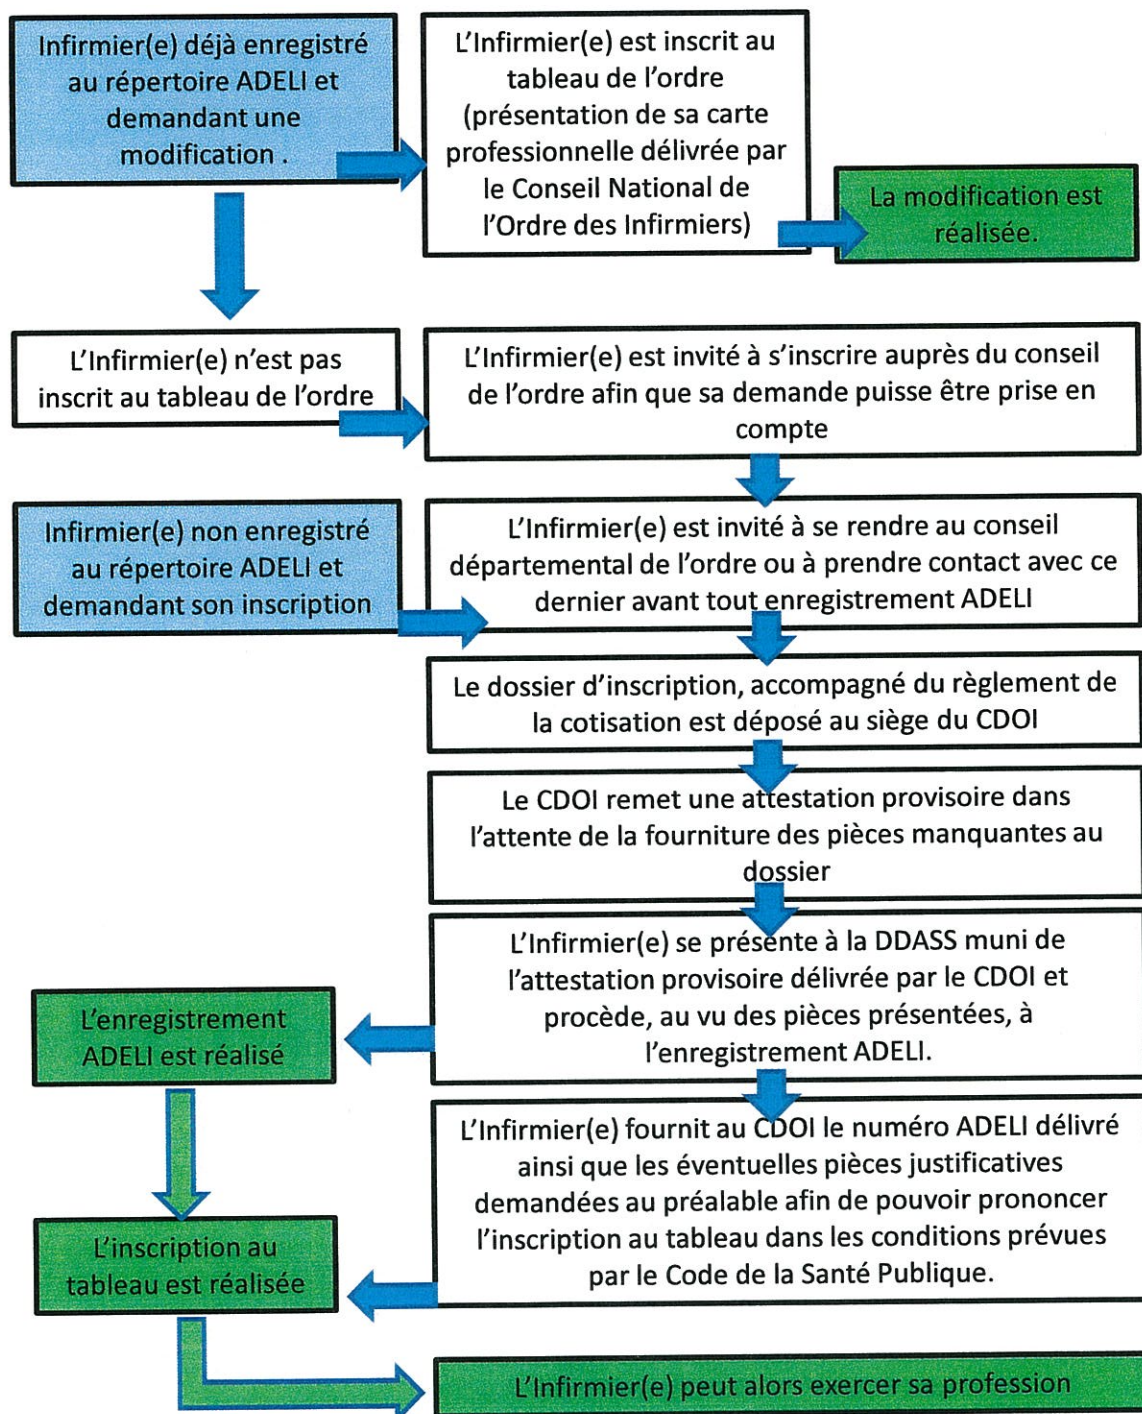 Infirmier(e) déjà enregistré
au répertoire ADELI et
demandant une
modification .
L'Infirmier(e) est inscrit au
tableau de l'ordre
(présentation de sa carte
professionnelle délivrée par
le Conseil National de
l'Ordre des Infirmiers)
La modification est
réalisée.
L'Infirmier(e) n'est pas
inscrit au tableau de l'ordre
L'Infirmier(e) est invité à s'inscrire auprès du conseil
de l'ordre afin que sa demande puisse être prise en
compte
Infirmier(e) non enregistré
au répertoire ADELI et
demandant son inscription
L'Infirmier(e) est invité à se rendre au conseil
départemental de l'ordre ou à prendre contact avec ce
dernier avant tout enregistrement ADELI
Le dossier d'inscription, accompagné du règlement de
la cotisation est déposé au siège du CDOI
Le CDOI remet une attestation provisoire dans
l'attente de la fourniture des pièces manquantes au
dossier
L'Infirmier(e) se présente à la DDASS muni de
l'attestation provisoire délivrée par le CDOI et
procède, au vu des pièces présentées, à
l'enregistrement ADELI.
L'enregistrement
ADELI est réalisé
L'Infirmier(e) fournit au CDOI le numéro ADELI délivré
ainsi que les éventuelles pièces justificatives
demandées au préalable afin de pouvoir prononcer
l'inscription au tableau dans les conditions prévues
par le Code de la Santé Publique.
L'inscription au
tableau est réalisée
L'Infirmier(e) peut alors exercer sa profession